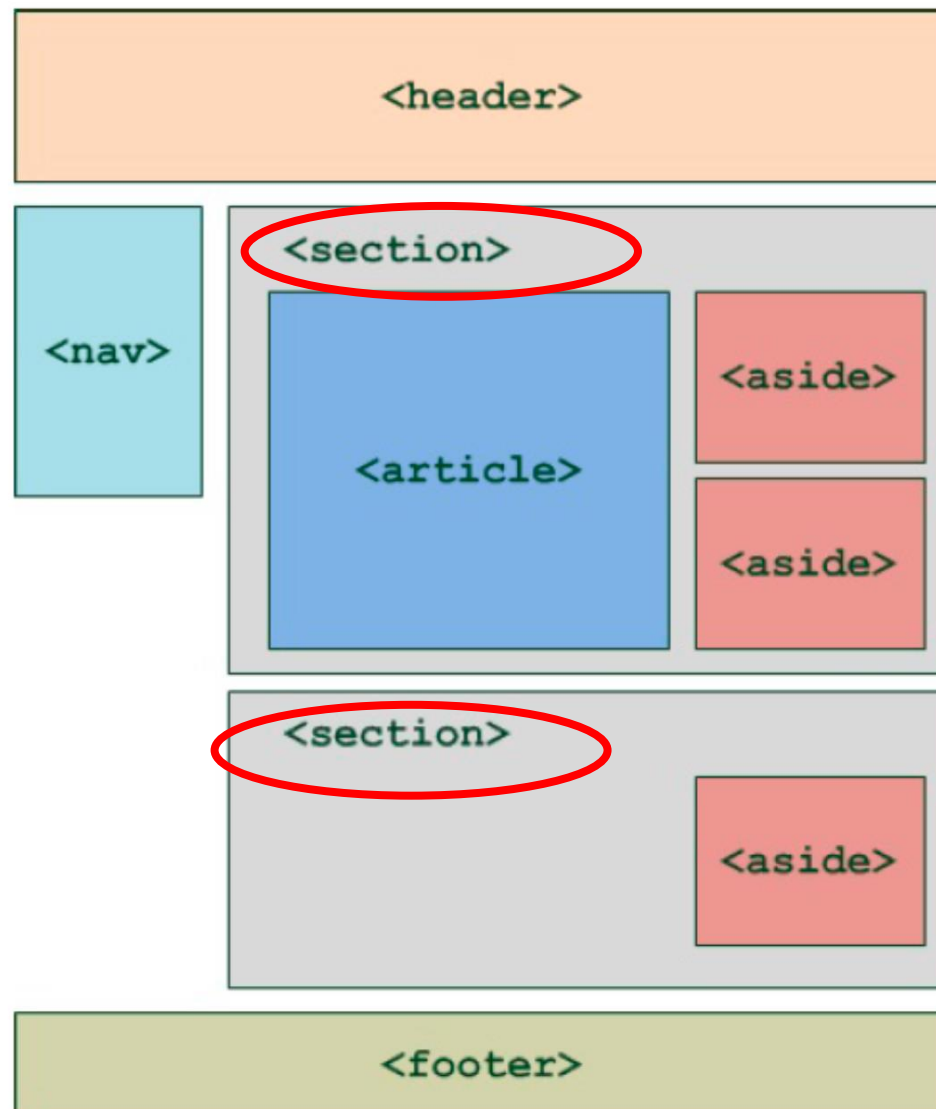 <header>
<nav>
<section>
<article>
<aside>
<aside>
<section>
<aside>
<footer>